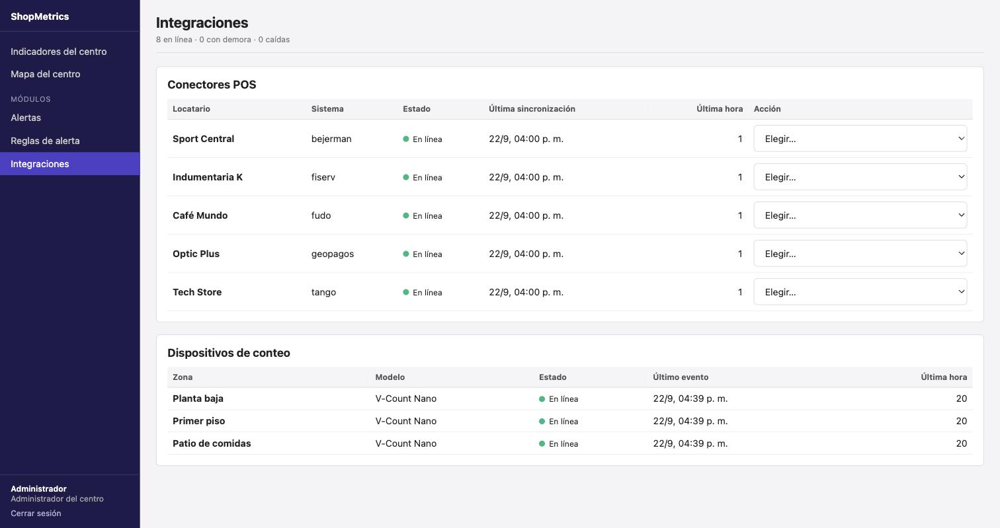 ShopMetrics
Indicadores del centro
Mapa del centro
MÓDULOS
Alertas
Reglas de alerta
Integraciones
Administrador
Administrador del centro
Cerrar sesión
Integraciones
8 en línea · 0 con demora · 0 caídas
Conectores POS
Locatario Sistema Estado Última sincronización Última hora Acción
Sport Central bejerman En línea 22/9, 04:00 p. m. 1 Elegir...
Indumentaria K fiserv En línea 22/9, 04:00 p. m. 1 Elegir...
Café Mundo fudo En línea 22/9, 04:00 p. m. 1 Elegir...
Optic Plus geopagos En línea 22/9, 04:00 p. m. 1 Elegir...
Tech Store tango En línea 22/9, 04:00 p. m. 1 Elegir...
Dispositivos de conteo
Zona Modelo Estado Último evento Última hora
Planta baja V-Count Nano En línea 22/9, 04:39 p. m. 20
Primer piso V-Count Nano En línea 22/9, 04:39 p. m. 20
Patio de comidas V-Count Nano En línea 22/9, 04:39 p. m. 20